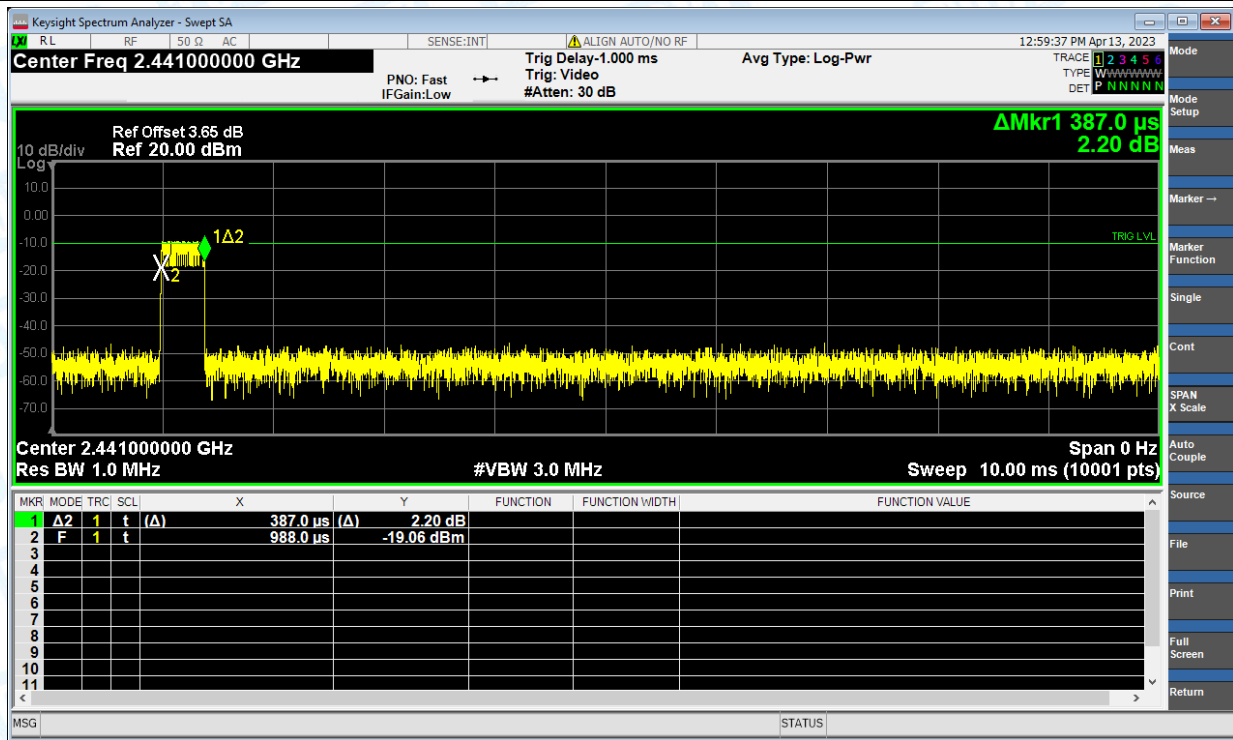 Keysight Spectrum Analyzer - Swept SA
LXI RL RF 50 Ω AC SENSE:INT ALIGN AUTO/NO RF 12:59:37 PM Apr 13, 2023
Center Freq 2.441000000 GHz
PNO: Fast
IFGain:Low
Trig Delay-1.000 ms
Trig: Video
#Atten: 30 dB
Avg Type: Log-Pwr
TRACE 1 2 3 4 5 6
TYPE WWWWWW
DET P N N N N N
ΔMkr1 387.0 µs
2.20 dB
Ref Offset 3.65 dB
10 dB/div Ref 20.00 dBm
Log
10.0
0.00
-10.0
-20.0
-30.0
-40.0
-50.0
-60.0
-70.0
1Δ2
2
TRIG LVL
Center 2.441000000 GHz Span 0 Hz
Res BW 1.0 MHz #VBW 3.0 MHz Sweep 10.00 ms (10001 pts)
MKR MODE TRC SCL X Y FUNCTION FUNCTION WIDTH FUNCTION VALUE
1 Δ2 1 t (Δ) 387.0 µs (Δ) 2.20 dB
2 F 1 t 988.0 µs -19.06 dBm
3
4
5
6
7
8
9
10
11
MSG STATUS
Mode
Mode
Setup
Meas
Marker →
Marker
Function
Single
Cont
SPAN
X Scale
Auto
Couple
Source
File
Print
Full
Screen
Return